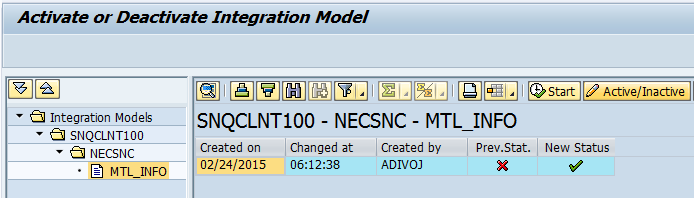 Activate or Deactivate Integration Model
Start
Active/Inactive
Integration Models
SNQCLNT100
NECSNC
MTL_INFO
SNQCLNT100 - NECSNC - MTL_INFO
Created on Changed at Created by Prev.Stat. New Status
02/24/2015 06:12:38 ADIVOJ